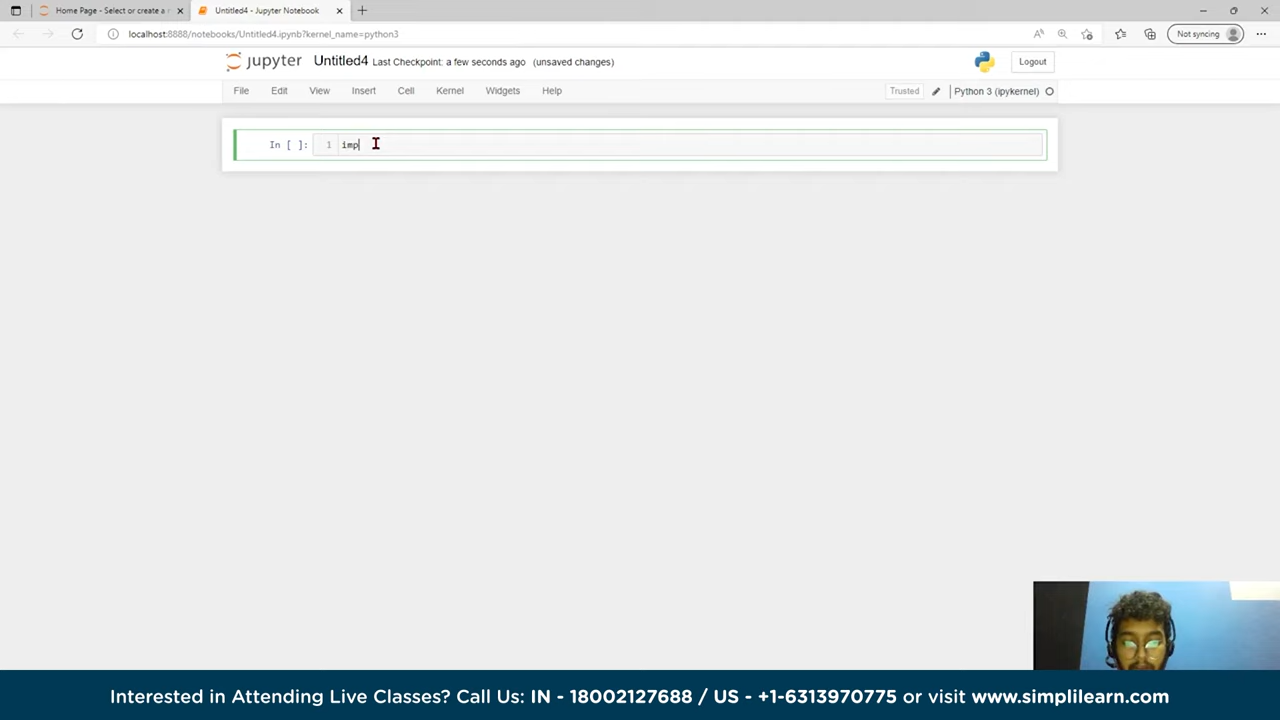 Home Page - Select or create a n
Untitled4 - Jupyter Notebook
localhost:8888/notebooks/Untitled4.ipynb?kernel_name=python3
Not syncing
jupyter Untitled4 Last Checkpoint: a few seconds ago (unsaved changes)
Logout
File Edit View Insert Cell Kernel Widgets Help
Trusted Python 3 (ipykernel)
In [ ]: 1 imp
Interested in Attending Live Classes? Call Us: IN - 18002127688 / US - +1-6313970775 or visit www.simplilearn.com